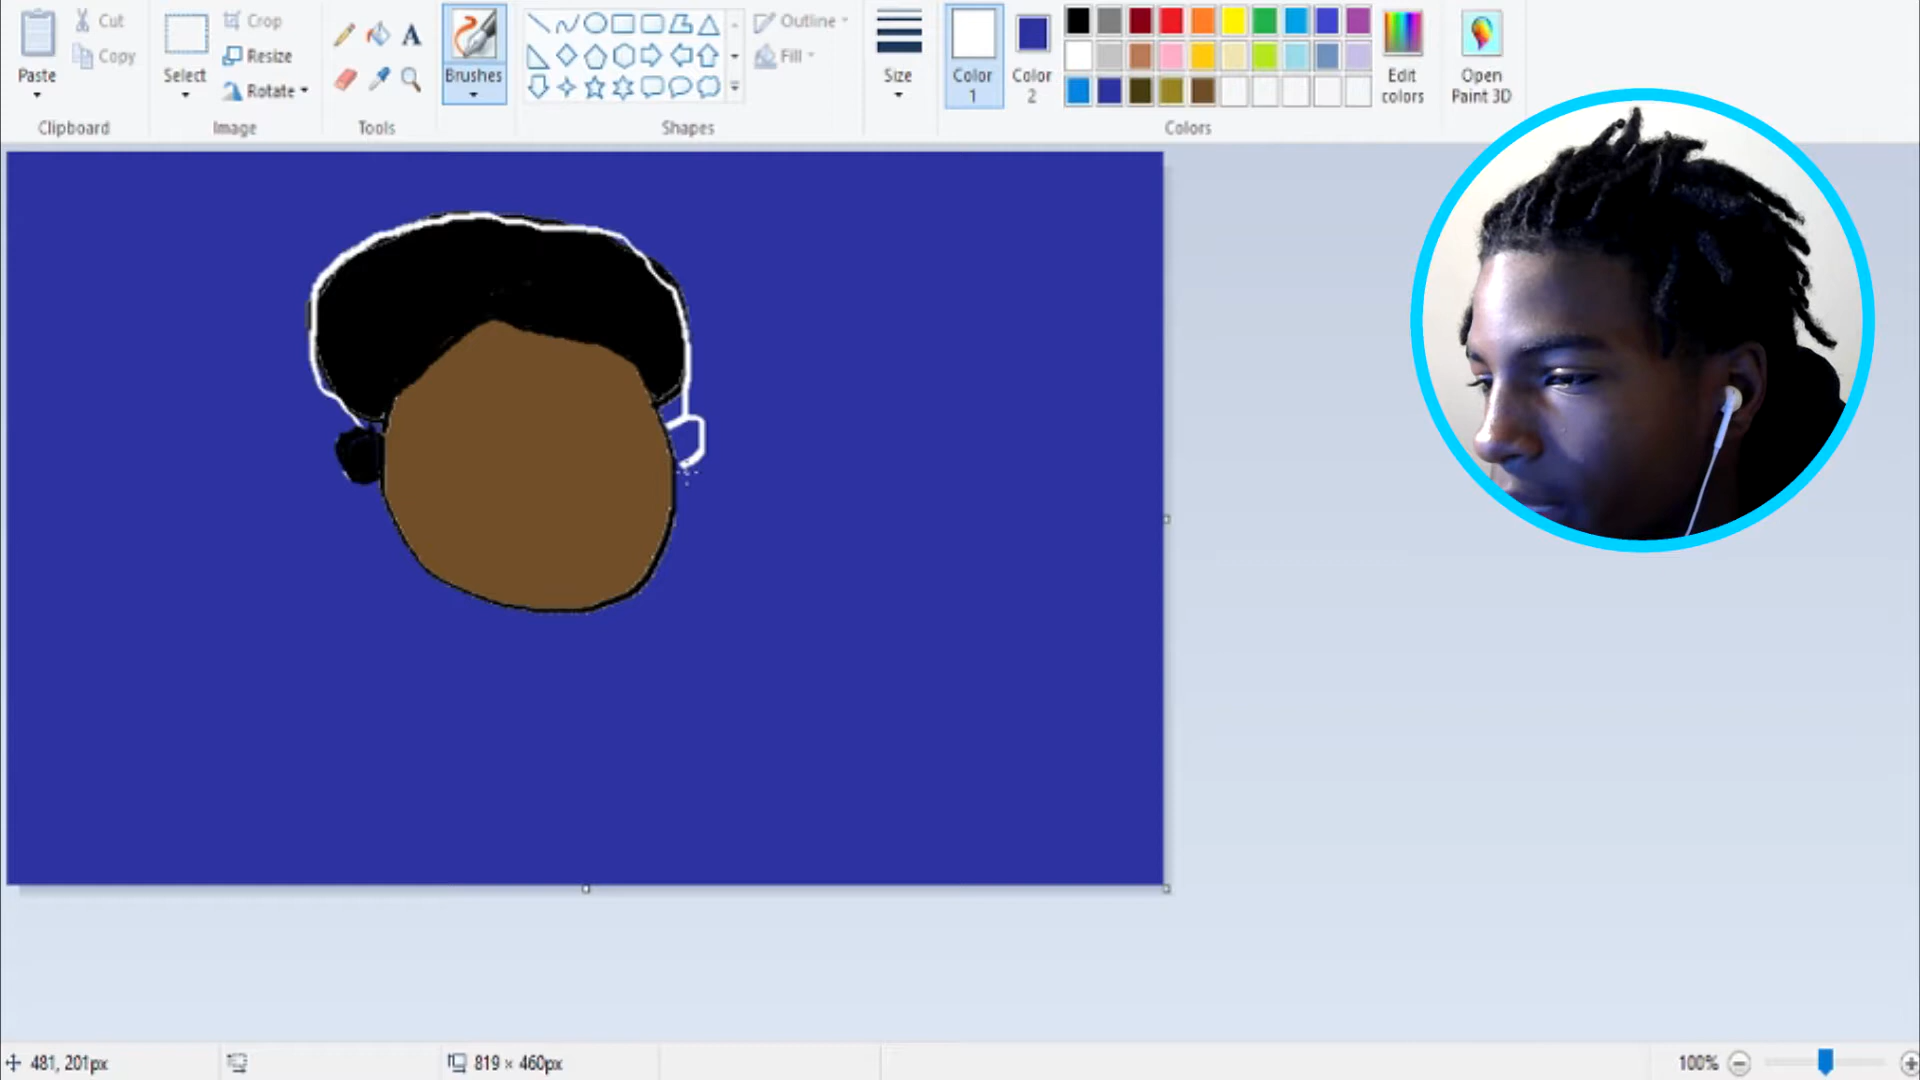 Cut
Crop
Outline
Copy
Resize
Fill
Paste
Select
Rotate
A
Brushes
Size
Color 1
Color 2
Edit colors
Open Paint 3D
Clipboard
Image
Tools
Shapes
Colors
481, 201px
819 × 460px
100%